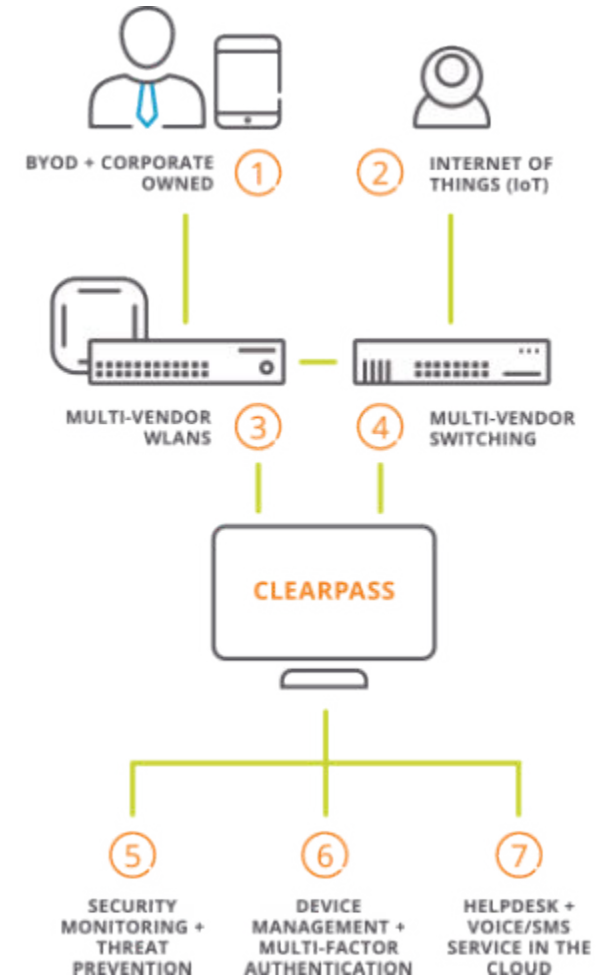 BYOD + CORPORATE
OWNED
1
2
INTERNET OF
THINGS (IoT)
MULTI-VENDOR
WLANS
3
4
MULTI-VENDOR
SWITCHING
CLEARPASS
5
SECURITY
MONITORING +
THREAT
PREVENTION
6
DEVICE
MANAGEMENT +
MULTI-FACTOR
AUTHENTICATION
7
HELPDESK +
VOICE/SMS
SERVICE IN THE
CLOUD